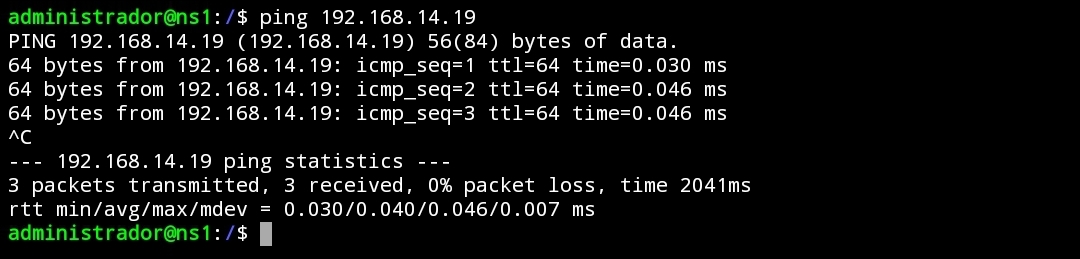 administrador@ns1:/$ ping 192.168.14.19
PING 192.168.14.19 (192.168.14.19) 56(84) bytes of data.
64 bytes from 192.168.14.19: icmp_seq=1 ttl=64 time=0.030 ms
64 bytes from 192.168.14.19: icmp_seq=2 ttl=64 time=0.046 ms
64 bytes from 192.168.14.19: icmp_seq=3 ttl=64 time=0.046 ms
^C
--- 192.168.14.19 ping statistics ---
3 packets transmitted, 3 received, 0% packet loss, time 2041ms
rtt min/avg/max/mdev = 0.030/0.040/0.046/0.007 ms
administrador@ns1:/$